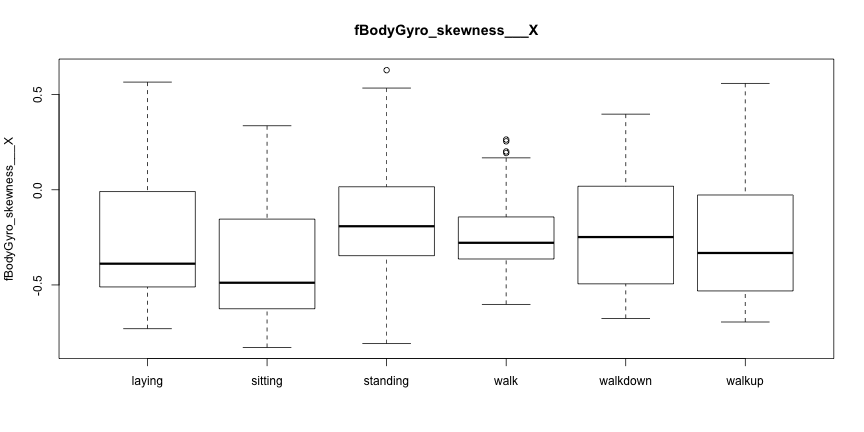 fBodyGyro_skewness___X
fBodyGyro_skewness___X
0.5
0.0
-0.5
laying sitting standing walk walkdown walkup